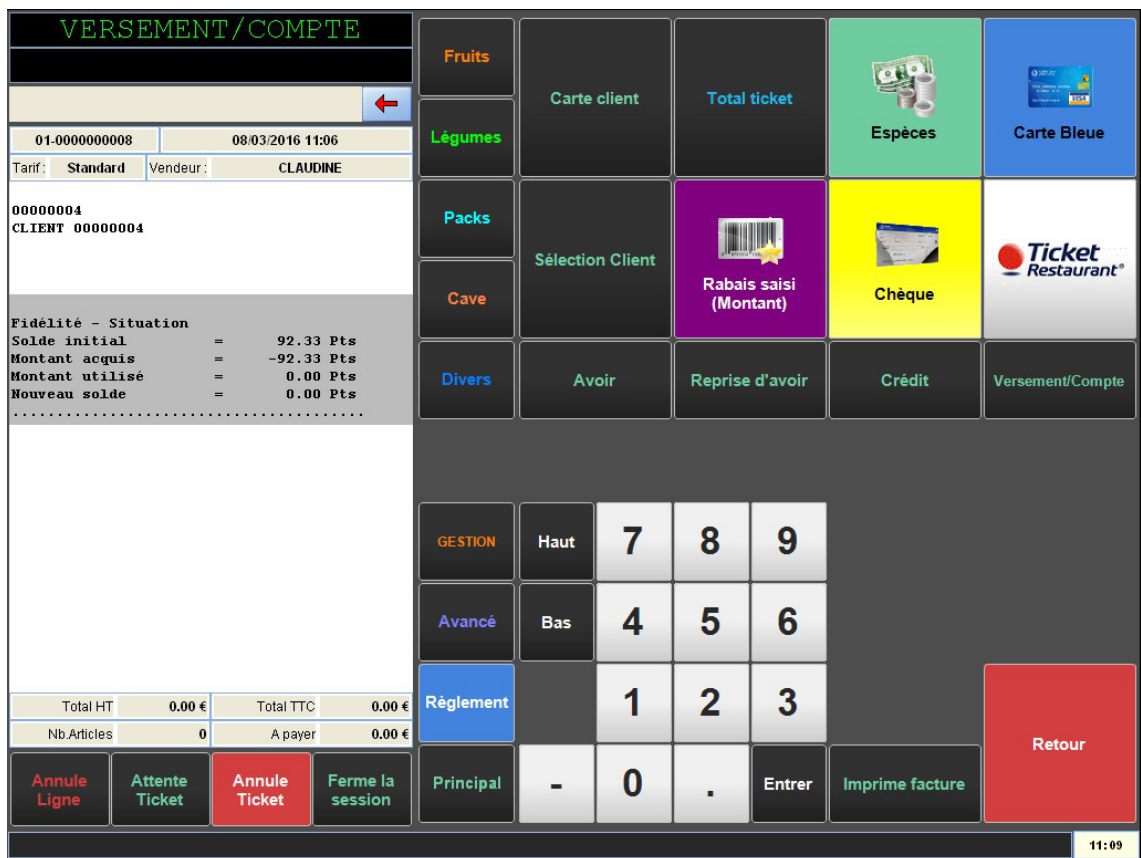 VERSEMENT/COMPTE
01-0000000008 08/03/2016 11:06
Tarif : Standard Vendeur : CLAUDINE
00000004
CLIENT 00000004
Fidélité - Situation
Solde initial = 92.33 Pts
Montant acquis = -92.33 Pts
Montant utilisé = 0.00 Pts
Nouveau solde = 0.00 Pts
........................................
Total HT 0.00 € Total TTC 0.00 €
Nb.Articles 0 A payer 0.00 €
Annule
Ligne
Attente
Ticket
Annule
Ticket
Ferme la
session
Fruits
Légumes
Packs
Cave
Divers
Carte client
Total ticket
Espèces
Carte Bleue
VISA
Sélection Client
Rabais saisi
(Montant)
Chèque
Ticket
Restaurant®
Avoir
Reprise d'avoir
Crédit
Versement/Compte
GESTION
Haut
7 8 9
Avancé
Bas
4 5 6
Règlement
1 2 3
Principal
- 0 .
Entrer
Imprime facture
Retour
11:09